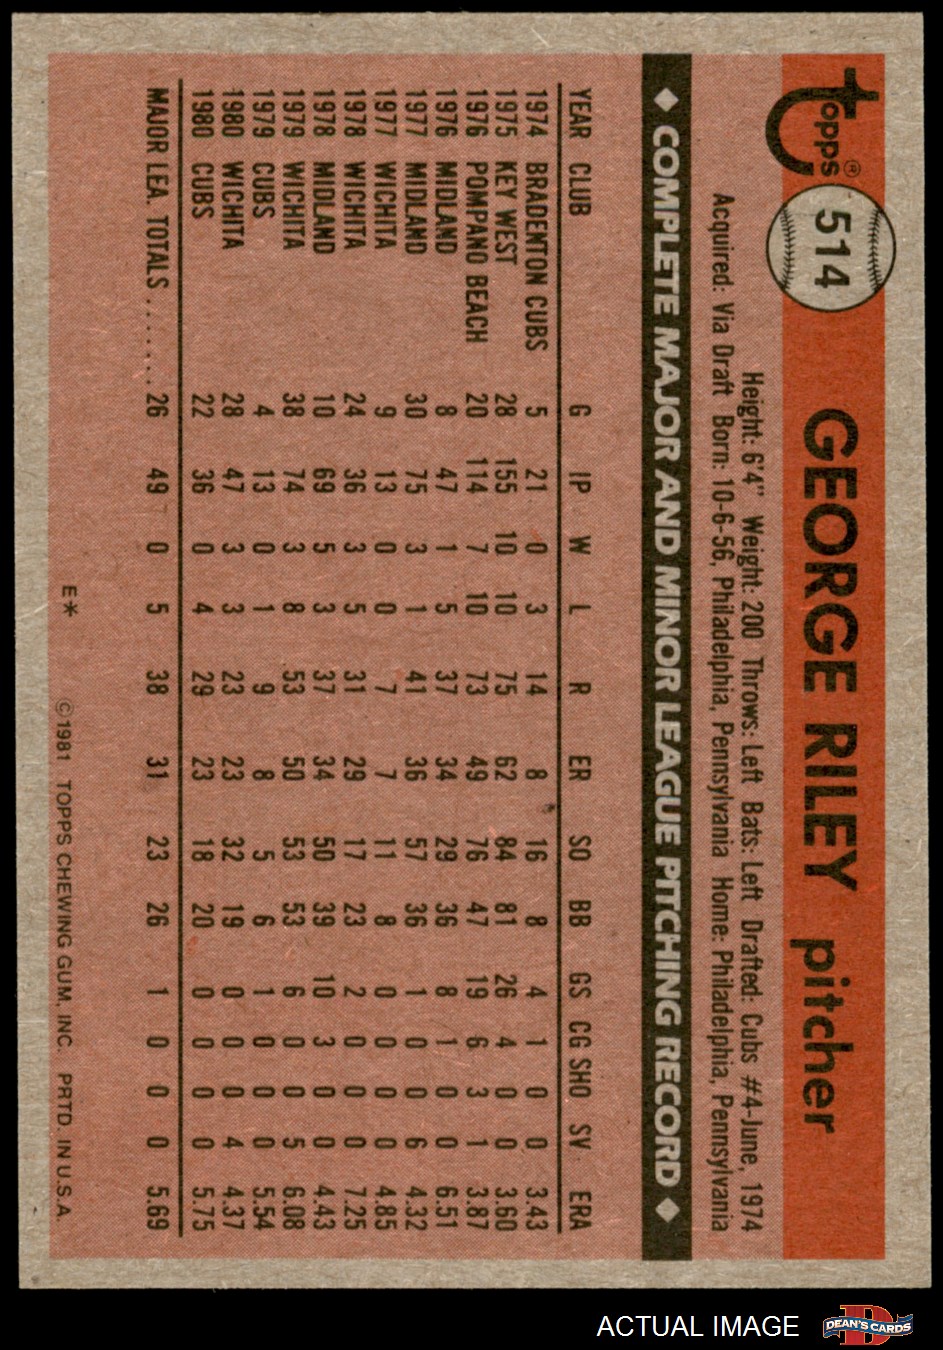 topps®
514
GEORGE RILEY pitcher
Height: 6'4" Weight: 200 Throws: Left Bats: Left Drafted: Cubs #4-June, 1974
Acquired: Via Draft Born: 10-6-56, Philadelphia, Pennsylvania Home: Philadelphia, Pennsylvania
◆ COMPLETE MAJOR AND MINOR LEAGUE PITCHING RECORD ◆
YEAR CLUB G IP W L R ER SO BB GS CG SHO SV ERA
1974 BRADENTON CUBS 5 21 0 3 14 8 16 8 4 1 0 0 3.43
1975 KEY WEST 28 155 10 10 75 62 84 81 26 4 0 0 3.60
1976 POMPANO BEACH 20 114 7 10 73 49 76 47 19 6 3 1 3.87
1976 MIDLAND 8 47 1 5 37 34 29 36 8 1 0 0 6.51
1977 MIDLAND 30 75 3 1 41 36 57 36 1 0 0 6 4.32
1977 WICHITA 9 13 0 0 7 7 11 8 0 0 0 0 4.85
1978 WICHITA 24 36 3 5 31 29 17 23 2 0 0 0 7.25
1978 MIDLAND 10 69 5 3 37 34 50 39 10 3 0 0 4.43
1979 WICHITA 38 74 3 8 53 50 53 53 6 0 0 5 6.08
1979 CUBS 4 13 0 1 9 8 5 6 1 0 0 0 5.54
1980 WICHITA 28 47 3 3 23 23 32 19 0 0 0 4 4.37
1980 CUBS 22 36 0 4 29 23 18 20 0 0 0 0 5.75
MAJOR LEA. TOTALS ........ 26 49 0 5 38 31 23 26 1 0 0 0 5.69
E* ©1981 TOPPS CHEWING GUM, INC. PRTD. IN U.S.A.
ACTUAL IMAGE
D
DEAN'S CARDS